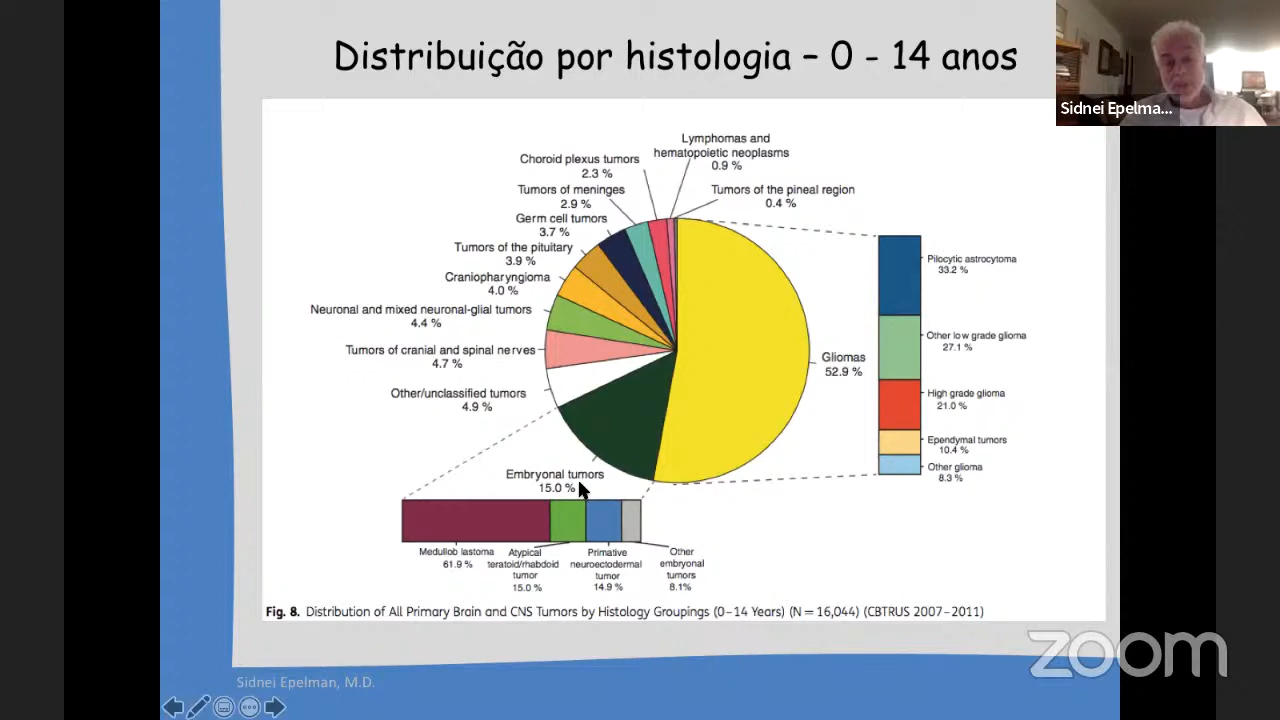 Distribuição por histologia – 0 - 14 anos
Sidnei Epelma...
Lymphomas and
hematopoietic neoplasms
0.9 %
Choroid plexus tumors
2.3 %
Tumors of the pineal region
0.4 %
Tumors of meninges
2.9 %
Germ cell tumors
3.7 %
Tumors of the pituitary
3.9 %
Craniopharyngioma
4.0 %
Neuronal and mixed neuronal-glial tumors
4.4 %
Tumors of cranial and spinal nerves
4.7 %
Other/unclassified tumors
4.9 %
Gliomas
52.9 %
Pilocytic astrocytoma
33.2 %
Other low grade glioma
27.1 %
High grade glioma
21.0 %
Ependymal tumors
10.4 %
Other glioma
8.3 %
Embryonal tumors
15.0 %
Medulloblastoma
61.9 %
Atypical
teratoid/rhabdoid
tumor
15.0 %
Primative
neuroectodermal
tumor
14.9 %
Other
embryonal
tumors
8.1%
Fig. 8. Distribution of All Primary Brain and CNS Tumors by Histology Groupings (0–14 Years) (N = 16,044) (CBTRUS 2007–2011)
zoom
Sidnei Epelman, M.D.